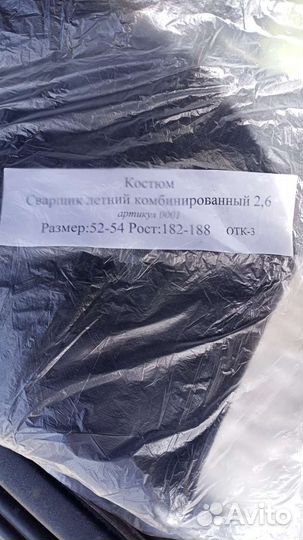 Костюм
Сварщик летний комбинированный 2,6
артикул 0001
Размер:52-54 Рост:182-188 ОТК-3
Avito